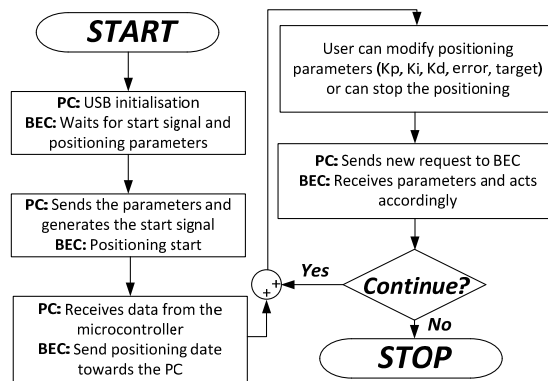 START
PC: USB initialisation
BEC: Waits for start signal and
positioning parameters
PC: Sends the parameters and
generates the start signal
BEC: Positioning start
PC: Receives data from the
microcontroller
BEC: Send positioning date
towards the PC
+
+
User can modify positioning
parameters (Kp, Ki, Kd, error, target)
or can stop the positioning
PC: Sends new request to BEC
BEC: Receives parameters and acts
accordingly
Yes
Continue?
No
STOP